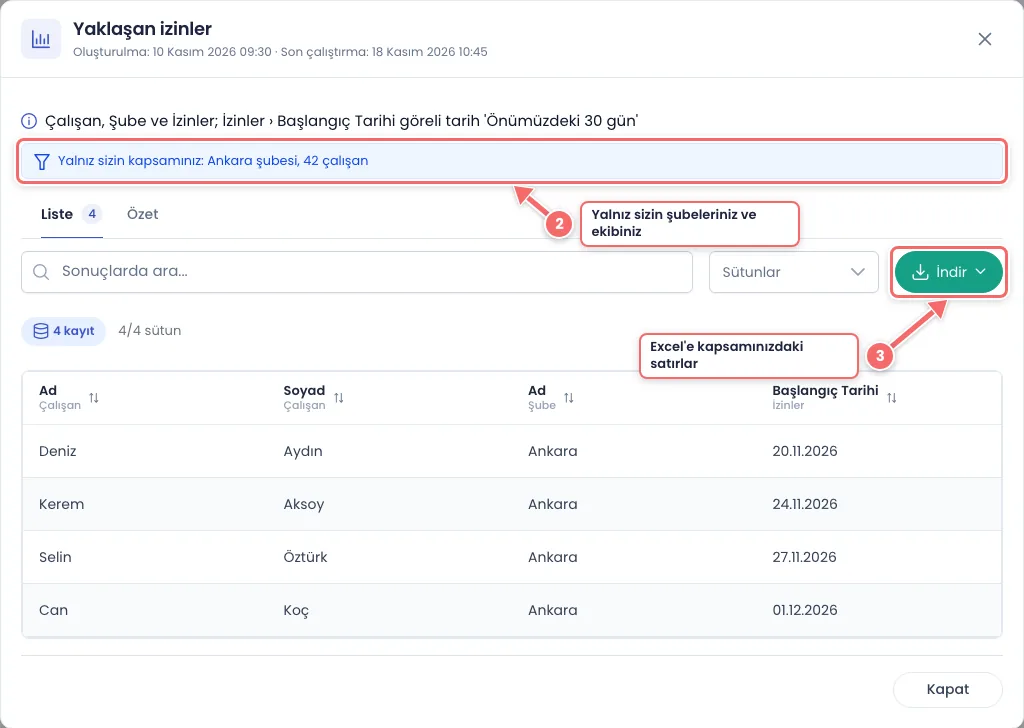 Yaklaşan izinler
Oluşturulma: 10 Kasım 2026 09:30 · Son çalıştırma: 18 Kasım 2026 10:45
Çalışan, Şube ve İzinler; İzinler › Başlangıç Tarihi göreli tarih 'Önümüzdeki 30 gün'
Yalnız sizin kapsamınız: Ankara şubesi, 42 çalışan
Liste 4 Özet
2
Yalnız sizin şubeleriniz ve
ekibiniz
Sonuçlarda ara...
Sütunlar
İndir
4 kayıt 4/4 sütun
Excel'e kapsamınızdaki
satırlar
3
Ad Soyad Ad Başlangıç Tarihi
Çalışan Çalışan Şube İzinler
Deniz Aydın Ankara 20.11.2026
Kerem Aksoy Ankara 24.11.2026
Selin Öztürk Ankara 27.11.2026
Can Koç Ankara 01.12.2026
Kapat